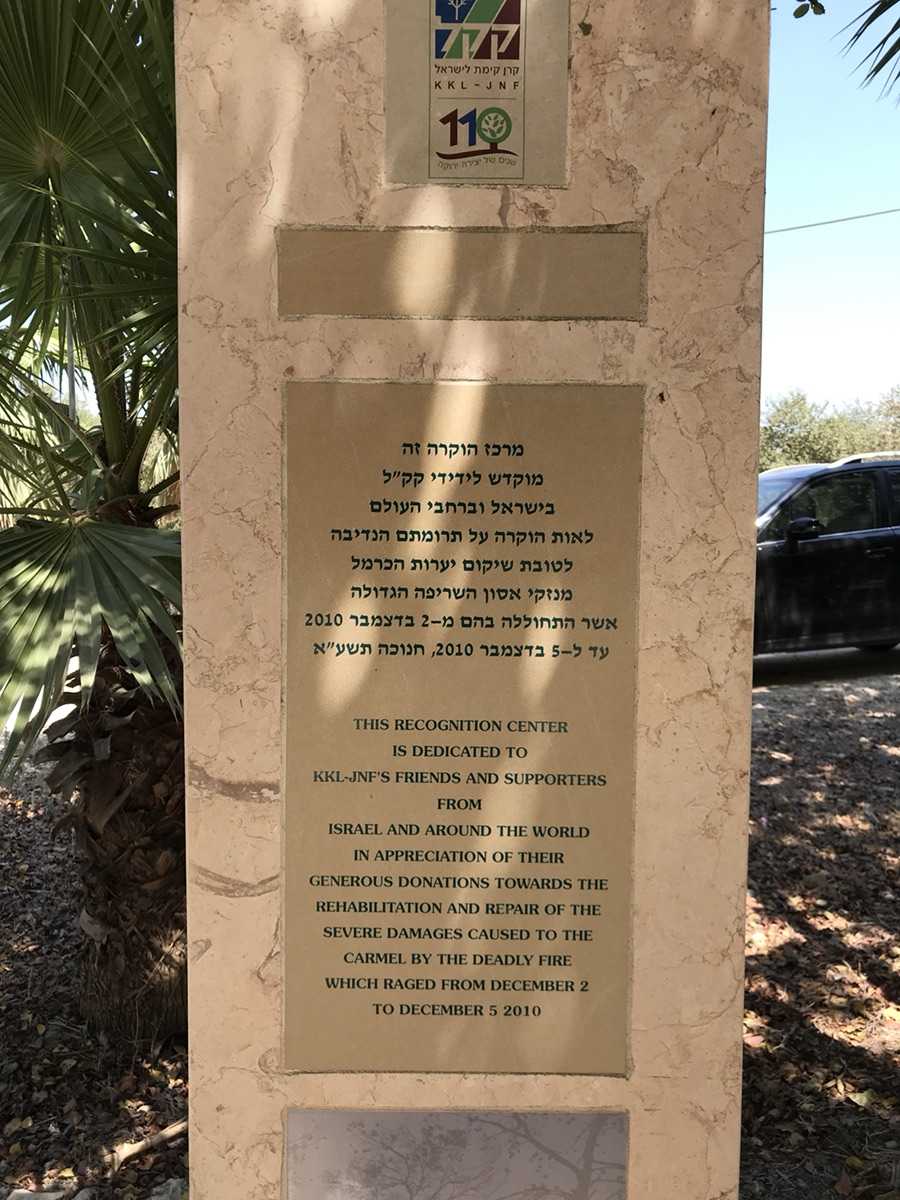 קק"ל
קרן קימת לישראל
KKL-JNF
110
שנים של יצירה ירוקה
מרכז הוקרה זה
מוקדש לידידי קק"ל
בישראל וברחבי העולם
לאות הוקרה על תרומתם הנדיבה
לטובת שיקום יערות הכרמל
מנזקי אסון השריפה הגדולה
אשר התחוללה בהם מ-2 בדצמבר 2010
עד ל-5 בדצמבר 2010, חנוכה תשע"א
THIS RECOGNITION CENTER
IS DEDICATED TO
KKL-JNF'S FRIENDS AND SUPPORTERS
FROM
ISRAEL AND AROUND THE WORLD
IN APPRECIATION OF THEIR
GENEROUS DONATIONS TOWARDS THE
REHABILITATION AND REPAIR OF THE
SEVERE DAMAGES CAUSED TO THE
CARMEL BY THE DEADLY FIRE
WHICH RAGED FROM DECEMBER 2
TO DECEMBER 5 2010